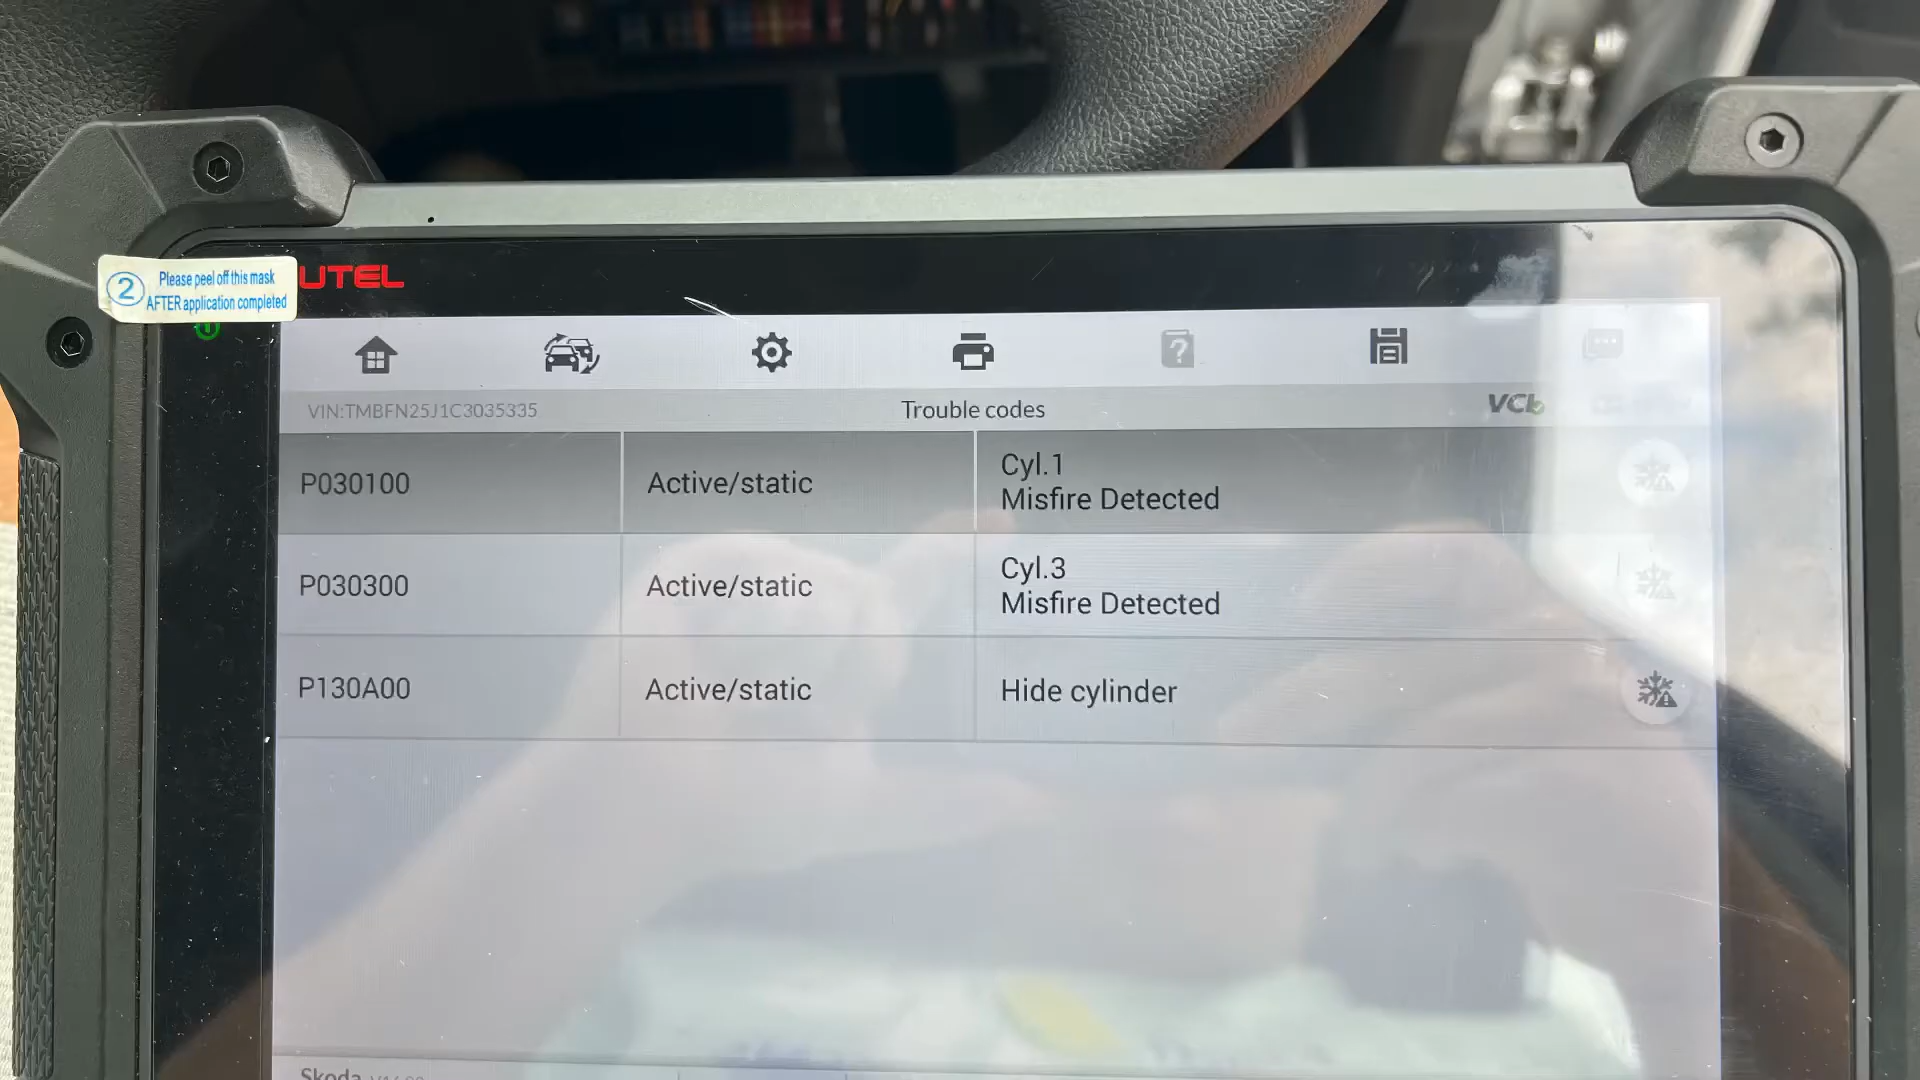 2
Please peel off this mask
AFTER application completed
UTEL
VIN:TMBFN25J1C3035335
Trouble codes
VCI
P030100
Active/static
Cyl.1
Misfire Detected
P030300
Active/static
Cyl.3
Misfire Detected
P130A00
Active/static
Hide cylinder
Skoda